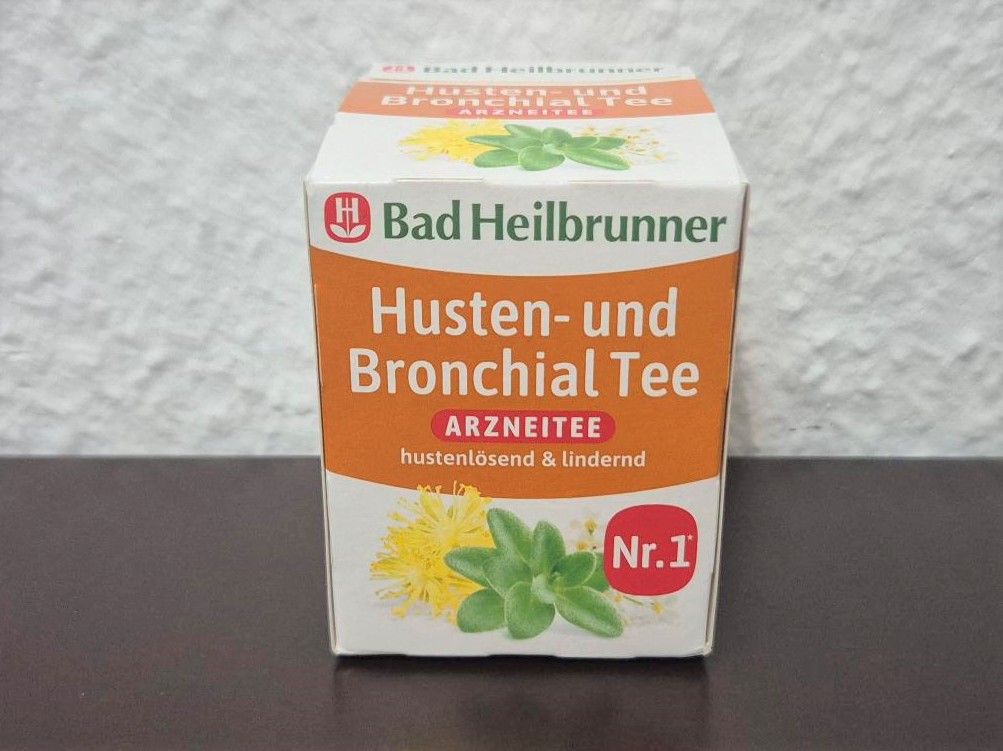 Bad Heilbrunner
Husten- und
Bronchial Tee
ARZNEITEE
H
Bad Heilbrunner
Husten- und
Bronchial Tee
ARZNEITEE
hustenlösend & lindernd
Nr. 1*